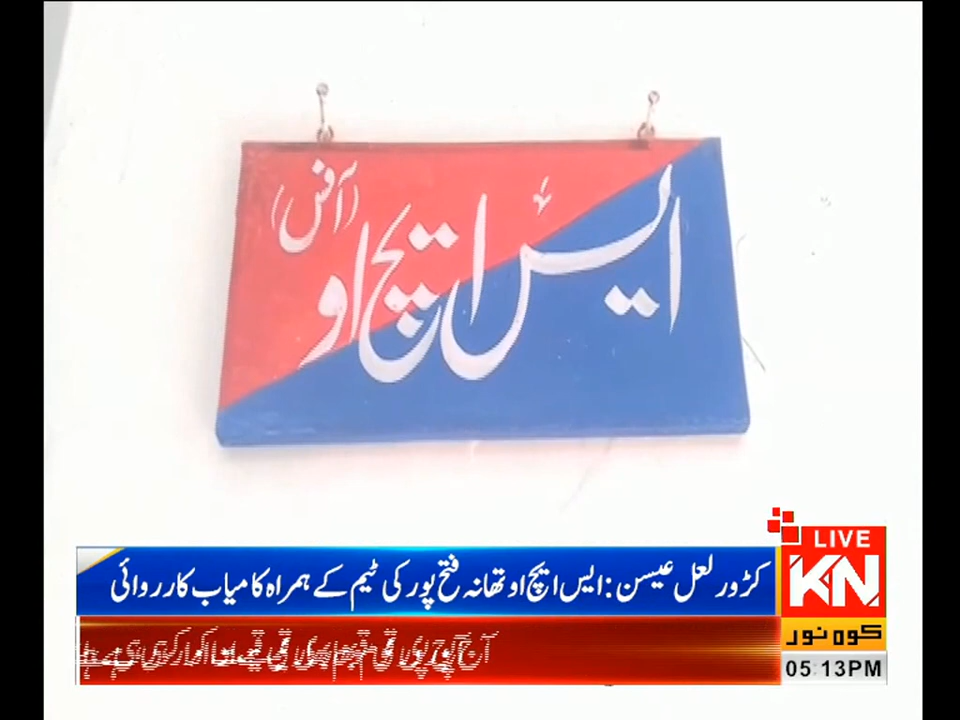 (آفس)
ایس ایچ او
LIVE
کڑور لعل عیسن : ایس ایچ او تھانہ فتح پور کی ٹیم کے ہمراہ کامیاب کارروائی
KN
کوہ نور
05:13PM